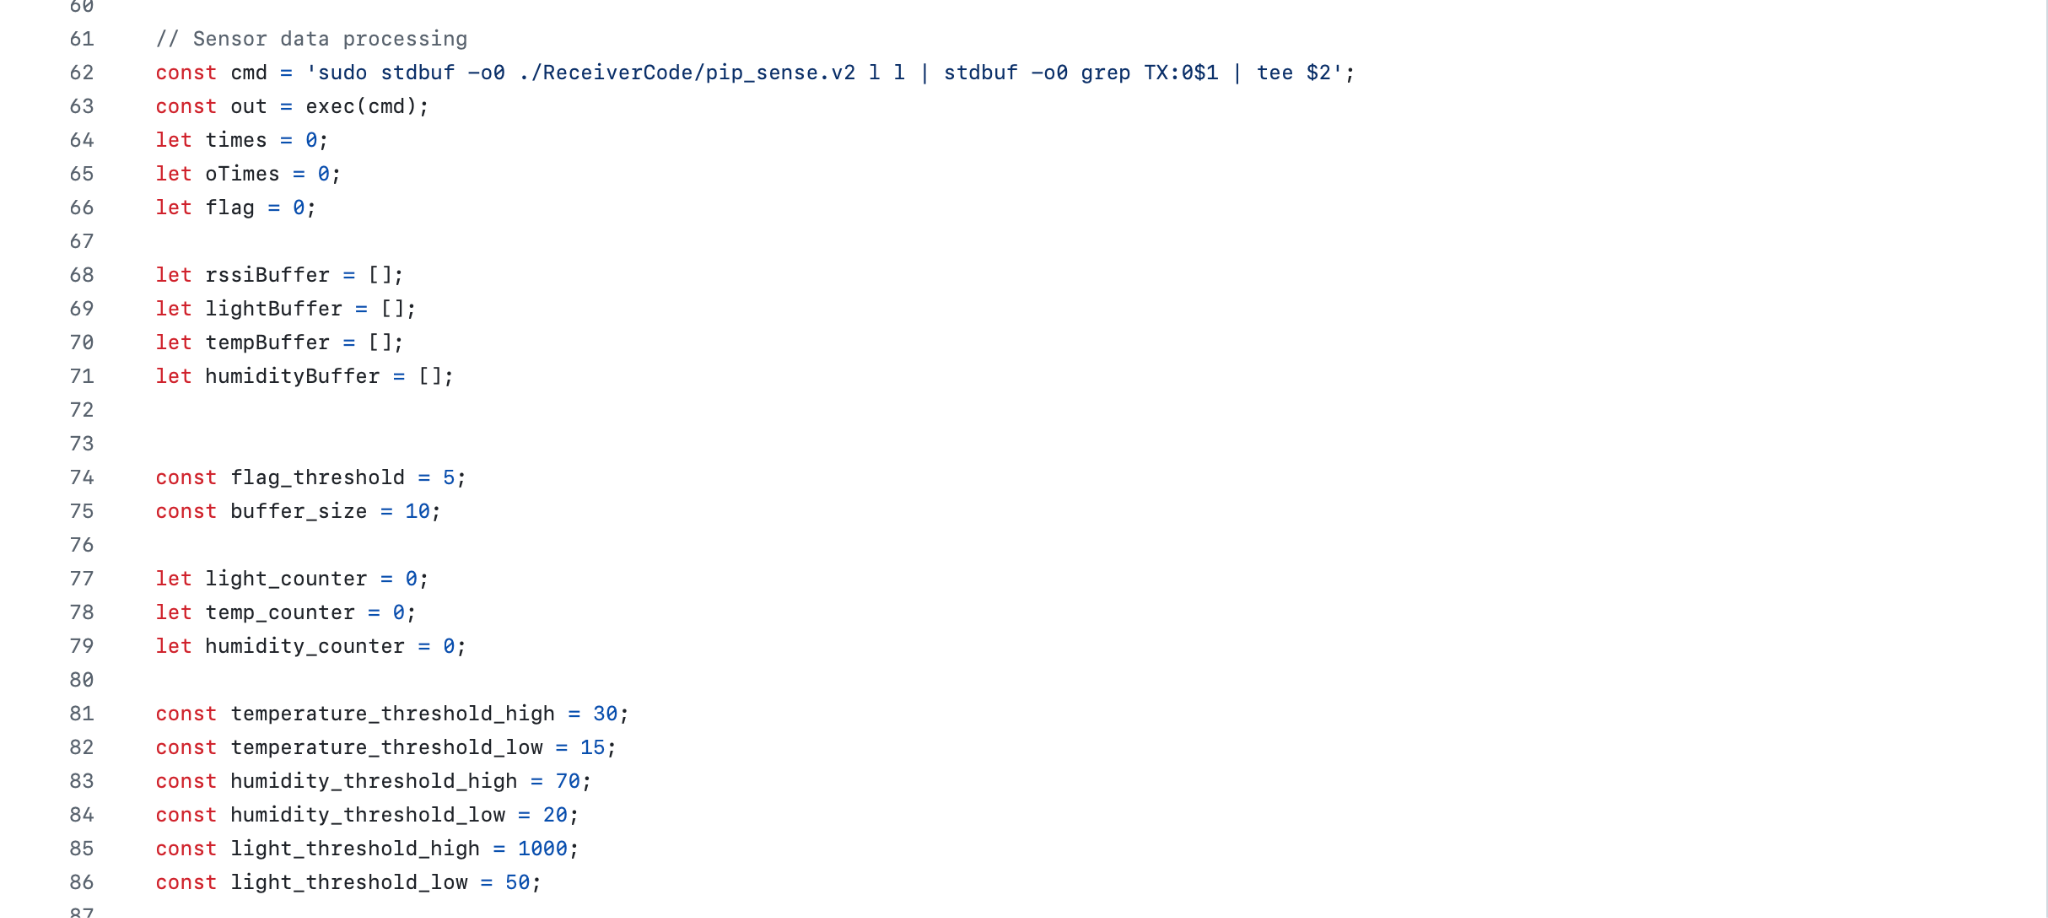 60
61 // Sensor data processing
62 const cmd = 'sudo stdbuf -o0 ./ReceiverCode/pip_sense.v2 l l | stdbuf -o0 grep TX:0$1 | tee $2';
63 const out = exec(cmd);
64 let times = 0;
65 let oTimes = 0;
66 let flag = 0;
67
68 let rssiBuffer = [];
69 let lightBuffer = [];
70 let tempBuffer = [];
71 let humidityBuffer = [];
72
73
74 const flag_threshold = 5;
75 const buffer_size = 10;
76
77 let light_counter = 0;
78 let temp_counter = 0;
79 let humidity_counter = 0;
80
81 const temperature_threshold_high = 30;
82 const temperature_threshold_low = 15;
83 const humidity_threshold_high = 70;
84 const humidity_threshold_low = 20;
85 const light_threshold_high = 1000;
86 const light_threshold_low = 50;
87